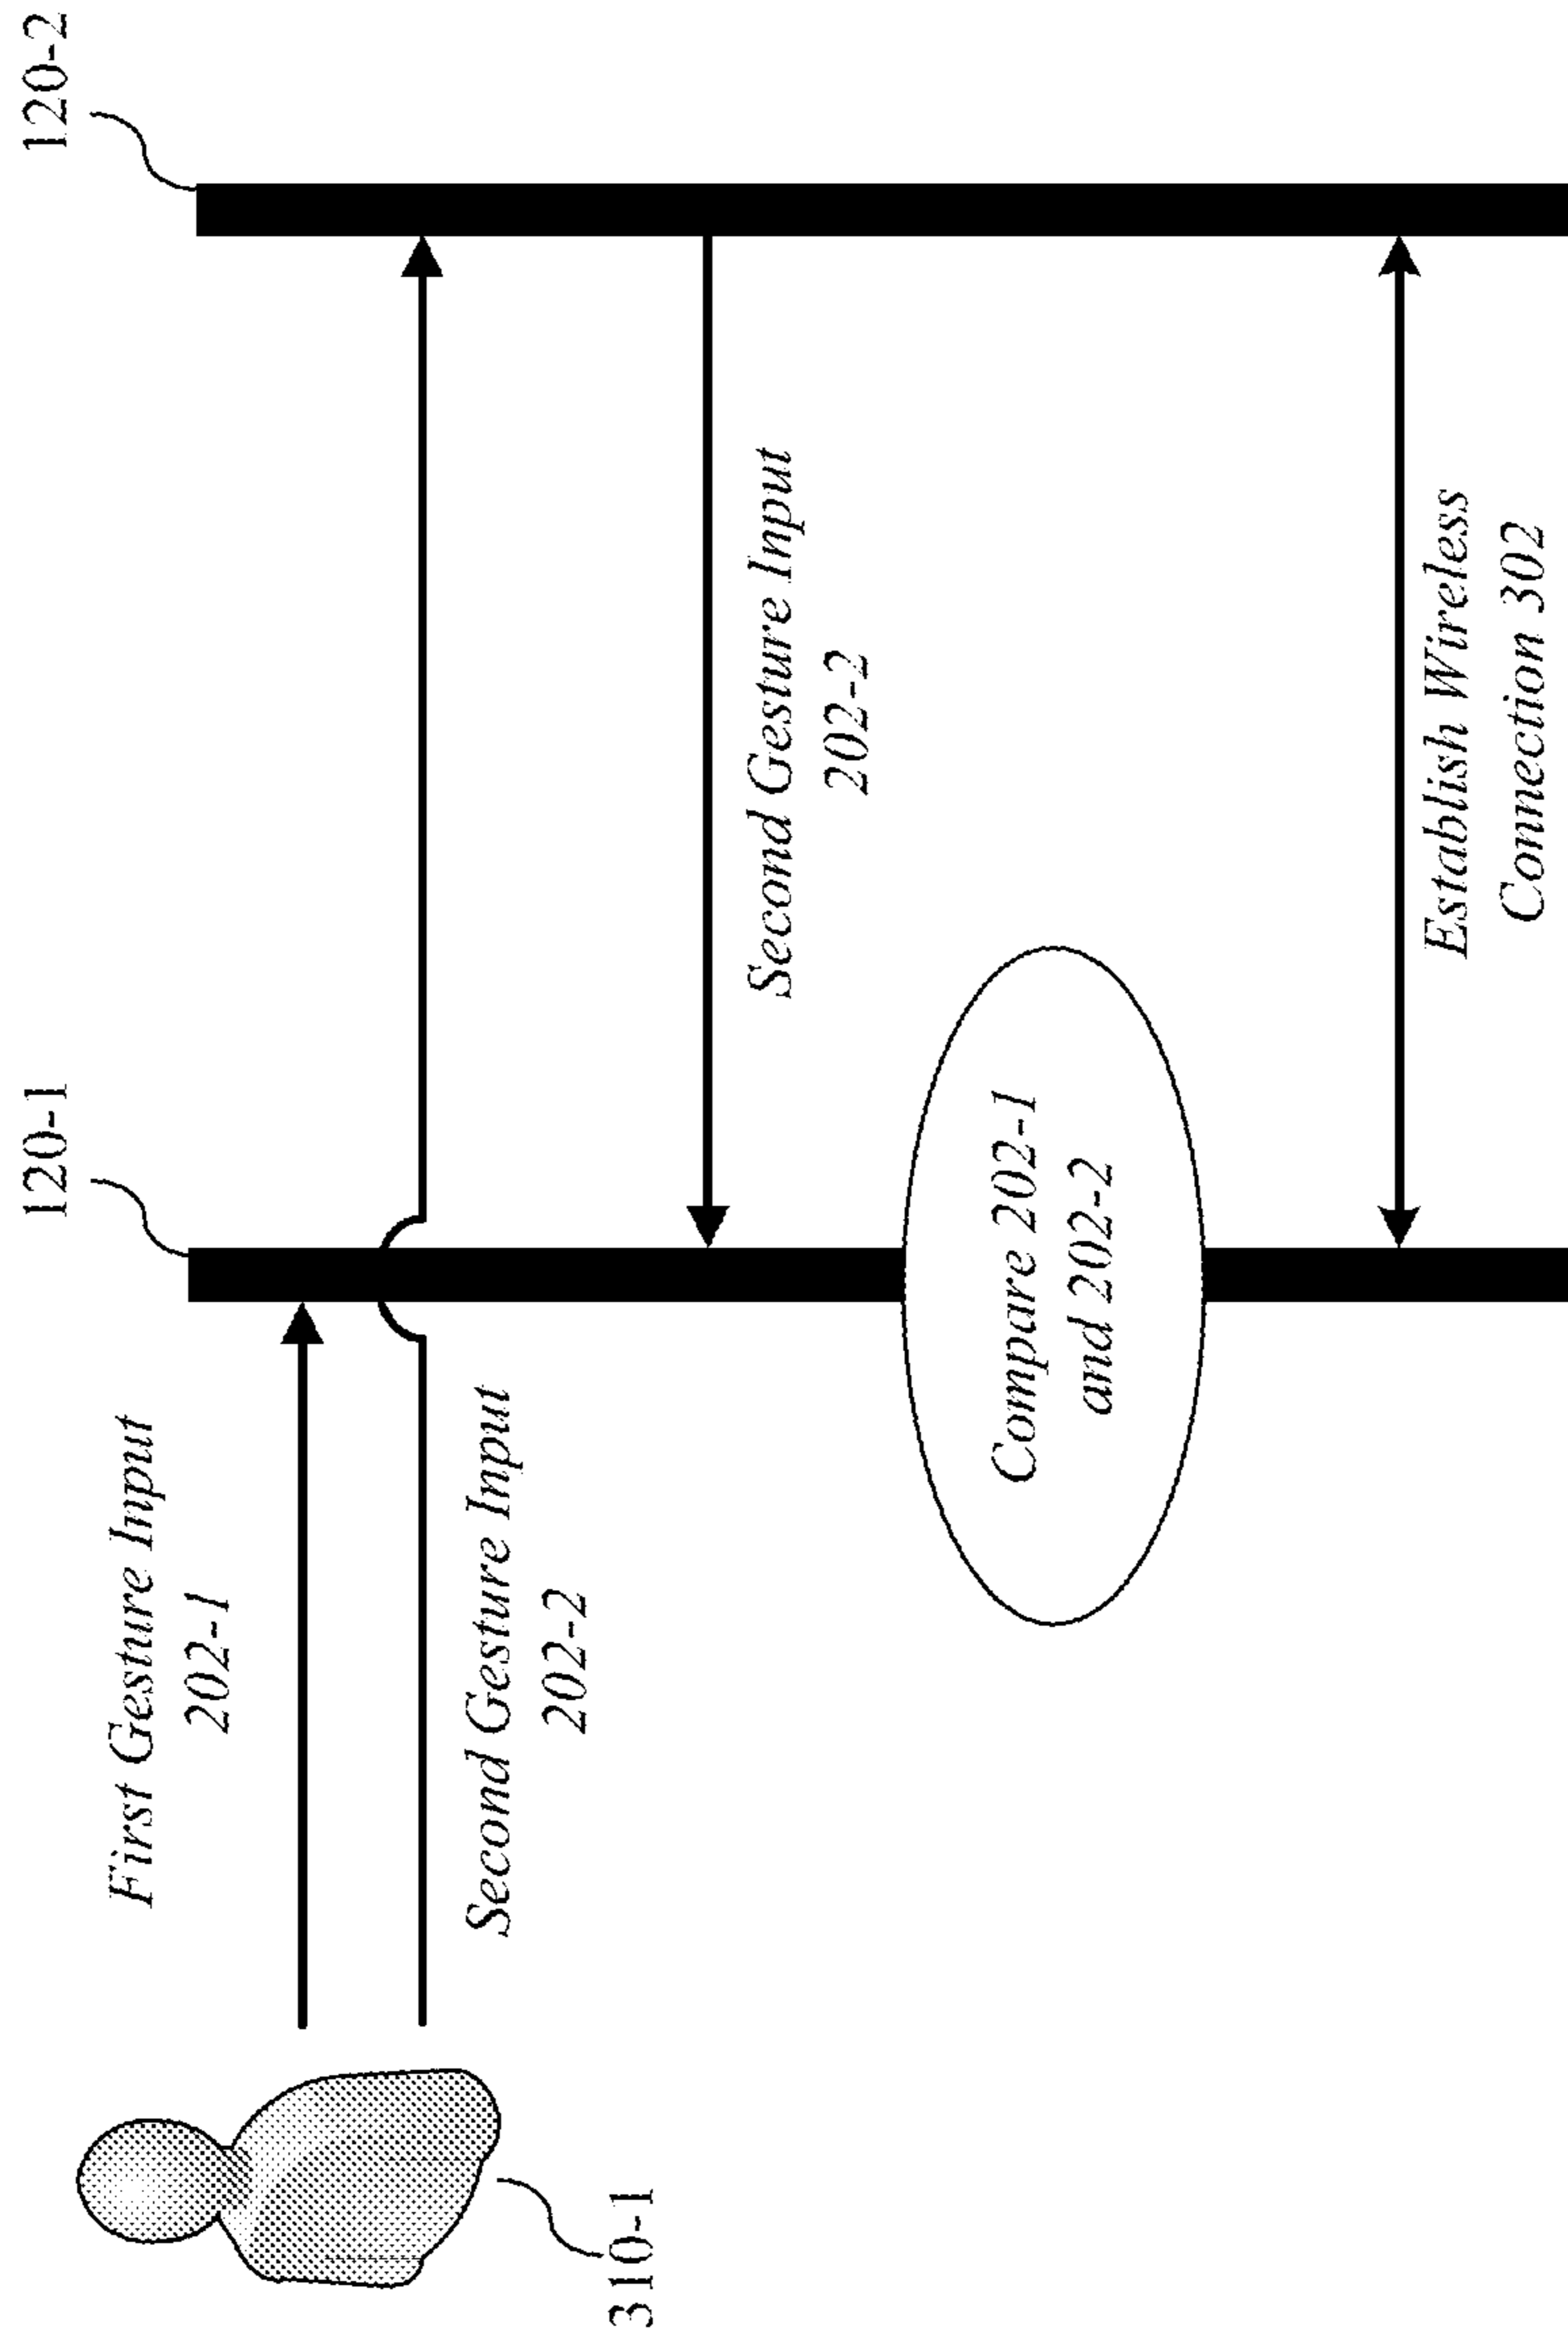 120-1
120-2
First Gesture Input
202-1
Second Gesture Input
202-2
310-1
Second Gesture Input
202-2
Compare 202-1
and 202-2
Establish Wireless
Connection 302